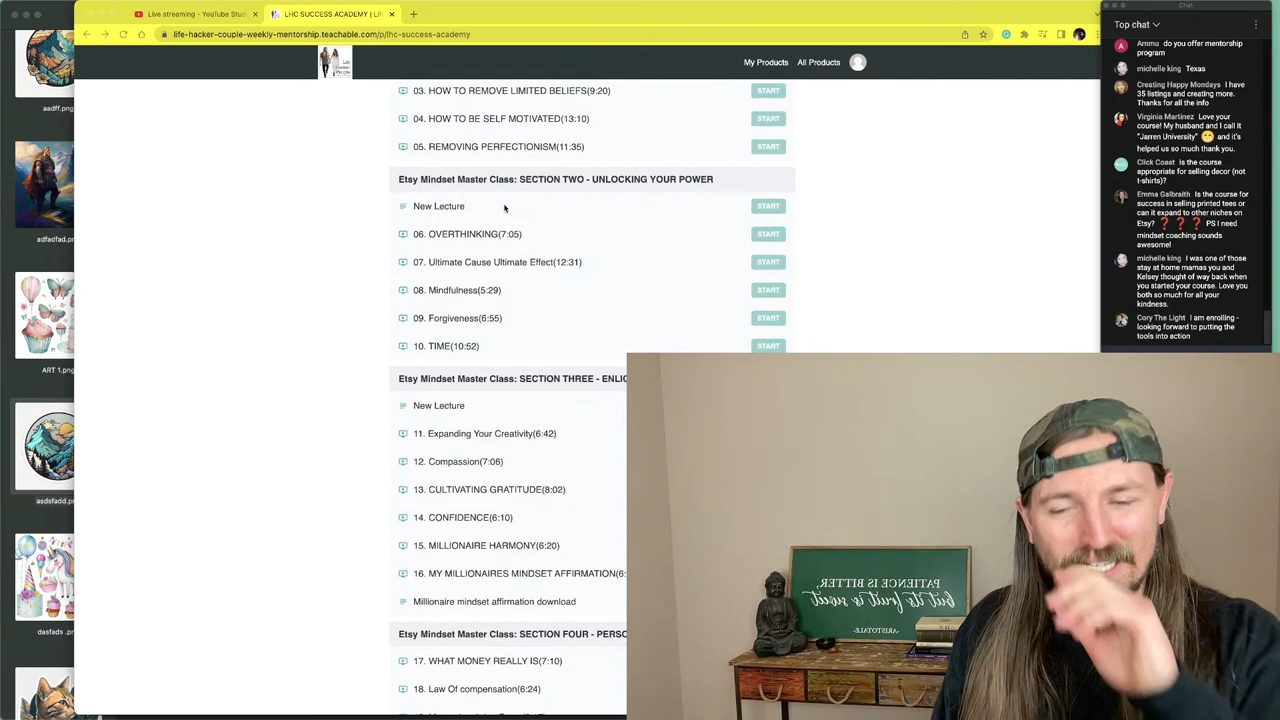 Live streaming - YouTube Stud
LHC SUCCESS ACADEMY | Li
life-hacker-couple-weekly-mentorship.teachable.com/p/lhc-success-academy
My Products
All Products
03. HOW TO REMOVE LIMITED BELIEFS(9:20)
START
04. HOW TO BE SELF MOTIVATED(13:10)
START
05. REMOVING PERFECTIONISM(11:35)
START
Etsy Mindset Master Class: SECTION TWO - UNLOCKING YOUR POWER
New Lecture
START
06. OVERTHINKING(7:05)
START
07. Ultimate Cause Ultimate Effect(12:31)
START
08. Mindfulness(5:29)
START
09. Forgiveness(6:55)
START
10. TIME(10:52)
START
Etsy Mindset Master Class: SECTION THREE - ENLIG
New Lecture
11. Expanding Your Creativity(6:42)
12. Compassion(7:06)
13. CULTIVATING GRATITUDE(8:02)
14. CONFIDENCE(6:10)
15. MILLIONAIRE HARMONY(6:20)
16. MY MILLIONAIRES MINDSET AFFIRMATION(6:
Millionaire mindset affirmation download
Etsy Mindset Master Class: SECTION FOUR - PERSO
17. WHAT MONEY REALLY IS(7:10)
18. Law Of compensation(6:24)
aadff.png
adfadfad.png
ART 1.png
asdsfadd.pn
dasfads .png
Chat
Top chat
Ammu do you offer mentorship
program
michelle king Texas
Creating Happy Mondays I have
35 listings and creating more.
Thanks for all the info
Virginia Martinez Love your
course! My husband and I call it
"Jarren University" 😁 and it's
helped us so much thank you.
Click Coast is the course
appropriate for selling decor (not
t-shirts)?
Emma Galbraith Is the course for
success in selling printed tees or
can it expand to other niches on
Etsy? ❓ ❓ ❓ PS I need
mindset coaching sounds
awesome!
michelle king I was one of those
stay at home mamas you and
Kelsey thought of way back when
you started your course. Love you
both so much for all your
kindness.
Cory The Light I am enrolling -
looking forward to putting the
tools into action
PATIENCE IS BITTER,
but its fruit is sweet
-ARISTOTALE-